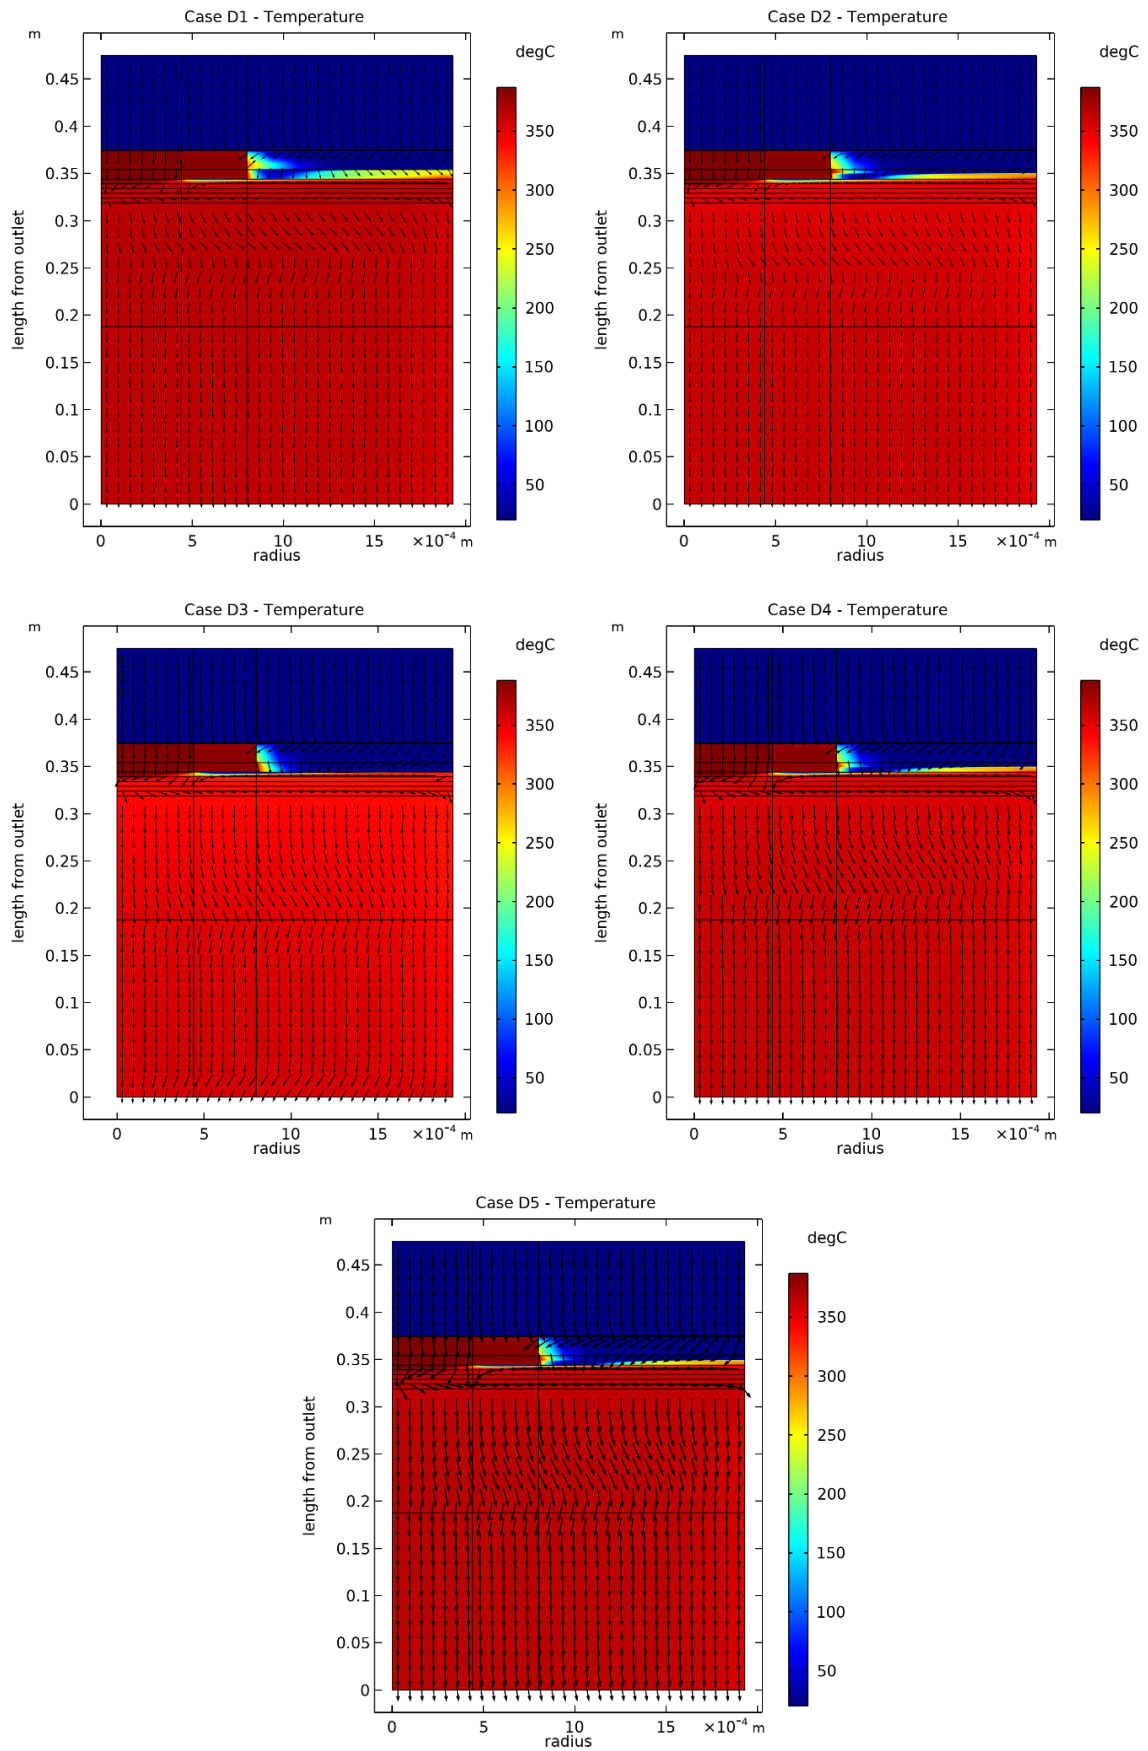 Case D1 - Temperature
m
degC
0.45
0.4
0.35
0.3
0.25
0.2
0.15
0.1
0.05
0
length from outlet
0 5 10 15 ×10⁻⁴ m
radius
350
300
250
200
150
100
50
Case D2 - Temperature
m
degC
0.45
0.4
0.35
0.3
0.25
0.2
0.15
0.1
0.05
0
length from outlet
0 5 10 15 ×10⁻⁴ m
radius
350
300
250
200
150
100
50
Case D3 - Temperature
m
degC
0.45
0.4
0.35
0.3
0.25
0.2
0.15
0.1
0.05
0
length from outlet
0 5 10 15 ×10⁻⁴ m
radius
350
300
250
200
150
100
50
Case D4 - Temperature
m
degC
0.45
0.4
0.35
0.3
0.25
0.2
0.15
0.1
0.05
0
length from outlet
0 5 10 15 ×10⁻⁴ m
radius
350
300
250
200
150
100
50
Case D5 - Temperature
m
degC
0.45
0.4
0.35
0.3
0.25
0.2
0.15
0.1
0.05
0
length from outlet
0 5 10 15 ×10⁻⁴ m
radius
350
300
250
200
150
100
50